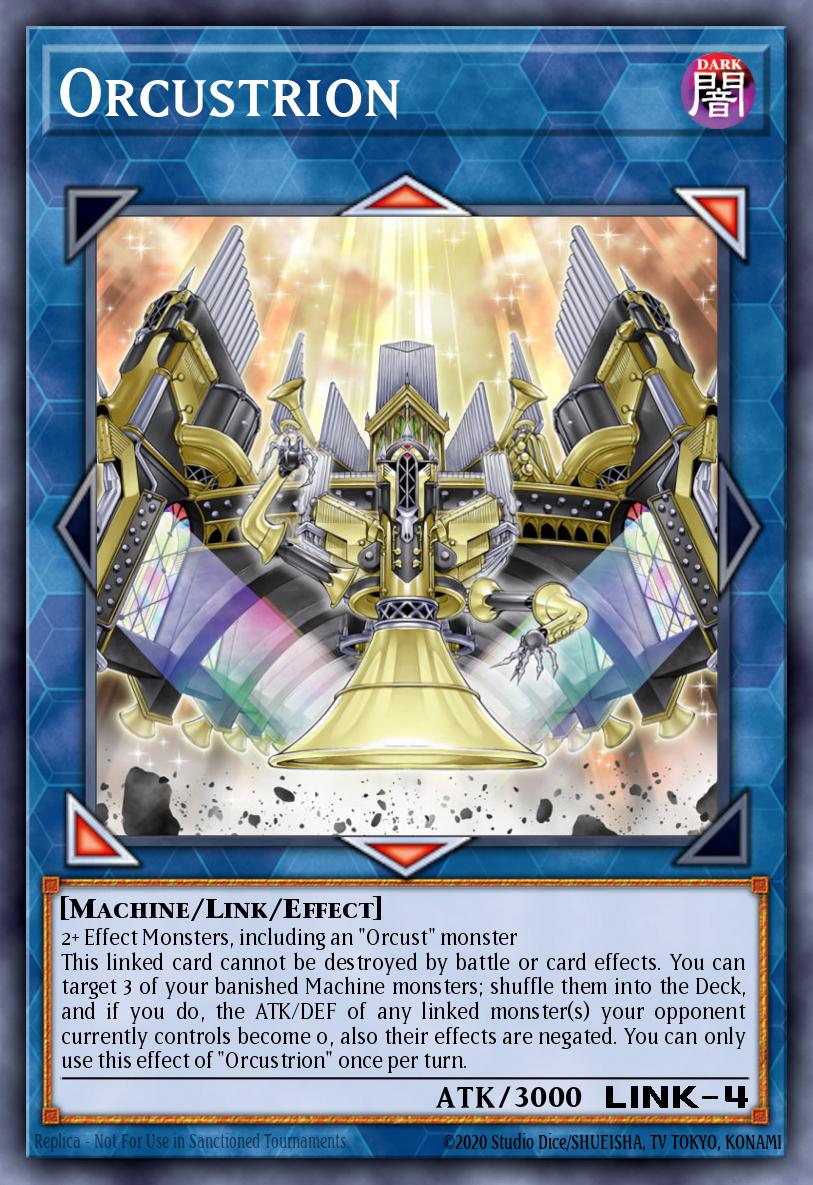 Orcustrion
DARK
闇
[Machine/Link/Effect]
2+ Effect Monsters, including an "Orcust" monster
This linked card cannot be destroyed by battle or card effects. You can
target 3 of your banished Machine monsters; shuffle them into the Deck,
and if you do, the ATK/DEF of any linked monster(s) your opponent
currently controls become 0, also their effects are negated. You can only
use this effect of "Orcustrion" once per turn.
ATK/3000 LINK-4
Replica - Not For Use in Sanctioned Tournaments. ©2020 Studio Dice/SHUEISHA, TV TOKYO, KONAMI